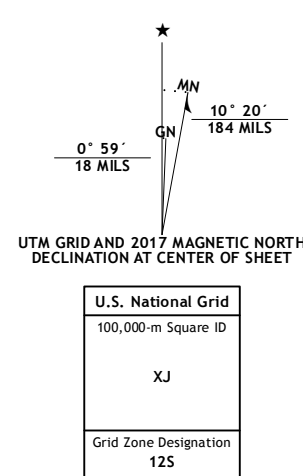 ★
MN
GN
10° 20´
184 MILS
0° 59´
18 MILS
UTM GRID AND 2017 MAGNETIC NORTH
DECLINATION AT CENTER OF SHEET
U.S. National Grid
100,000-m Square ID
XJ
Grid Zone Designation
12S